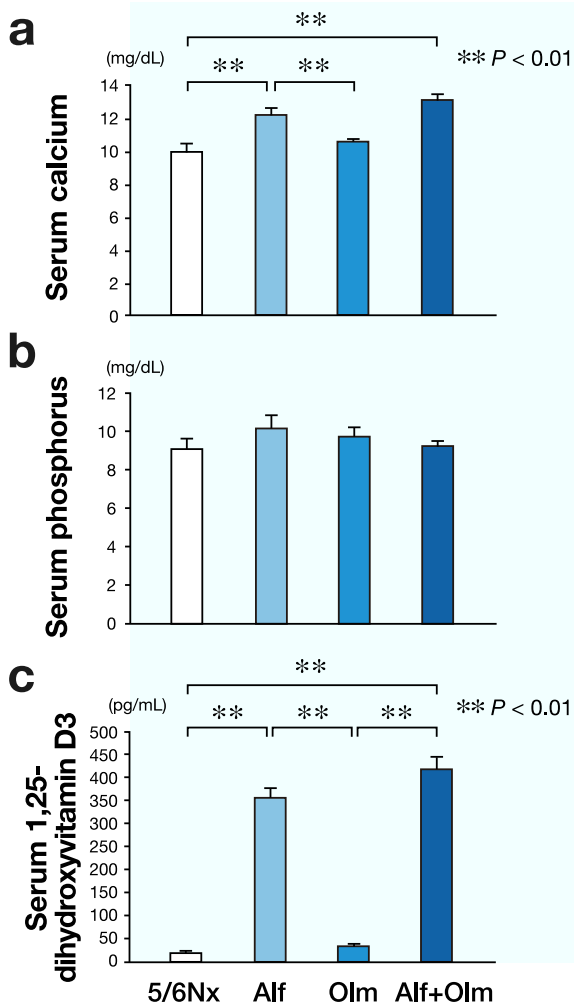 a
**
(mg/dL)
** P < 0.01
** **
Serum calcium
14
12
10
8
6
4
2
0
b
(mg/dL)
Serum phosphorus
12
10
8
6
4
2
0
c
**
(pg/mL)
** P < 0.01
** ** **
Serum 1,25-
dihydroxyvitamin D3
500
450
400
350
300
250
200
150
100
50
0
5/6Nx Alf Olm Alf+Olm